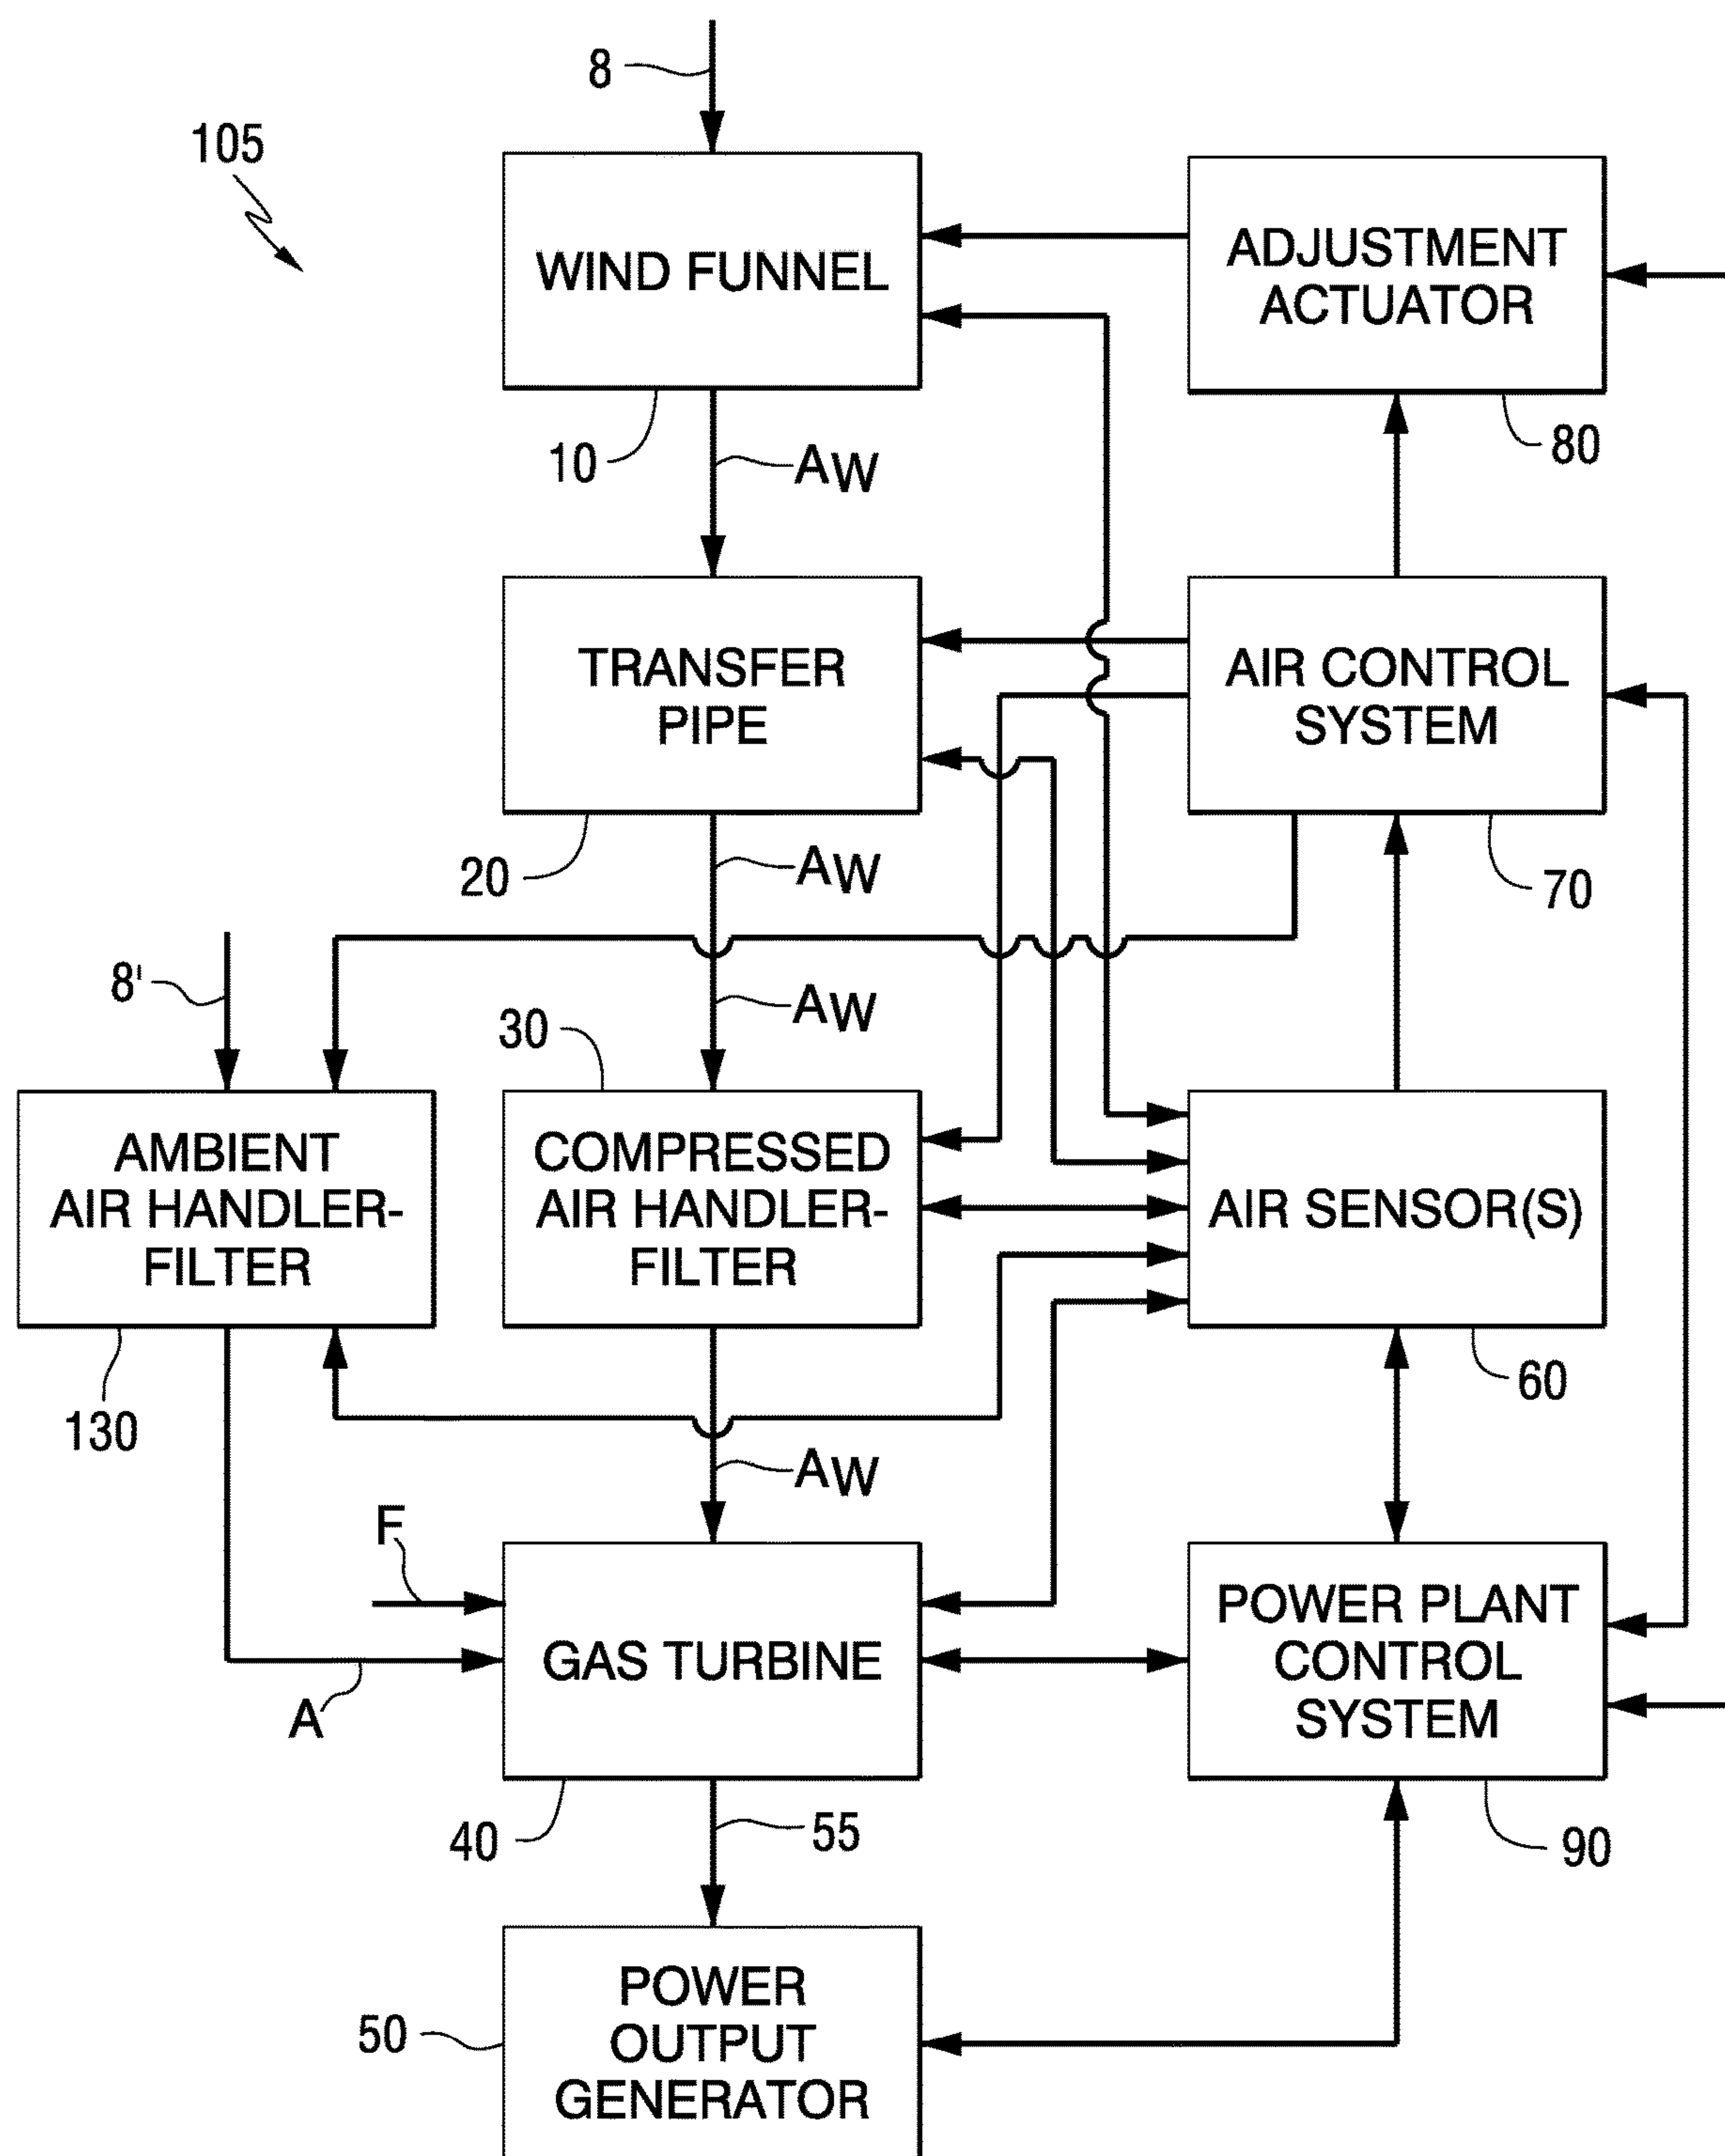 8
105
WIND FUNNEL
ADJUSTMENT
ACTUATOR
10
AW
80
TRANSFER
PIPE
AIR CONTROL
SYSTEM
20
AW
70
8'
30
AW
AMBIENT
AIR HANDLER-
FILTER
COMPRESSED
AIR HANDLER-
FILTER
AIR SENSOR(S)
130
60
AW
F
GAS TURBINE
POWER PLANT
CONTROL
SYSTEM
A
40
55
90
50
POWER
OUTPUT
GENERATOR